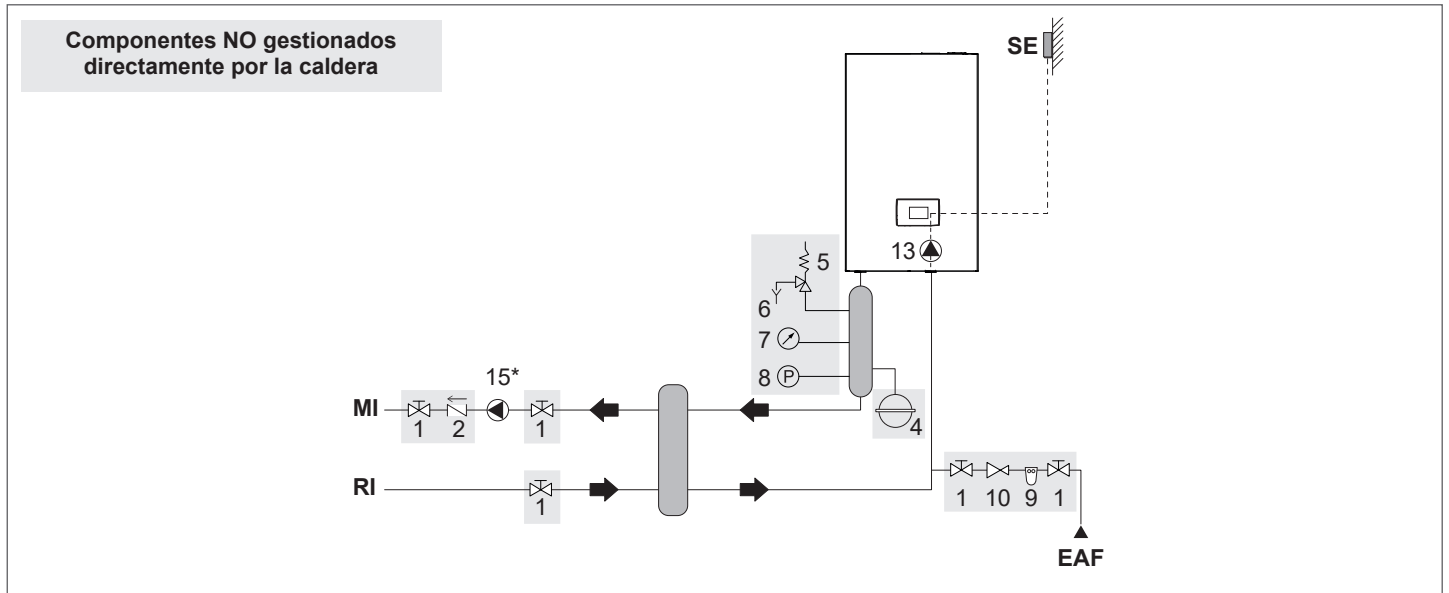 Componentes NO gestionados
directamente por la caldera
SE
13
5
6
7
8 P
4
15*
MI
1 2 1
RI
1
1 10 9 1
EAF